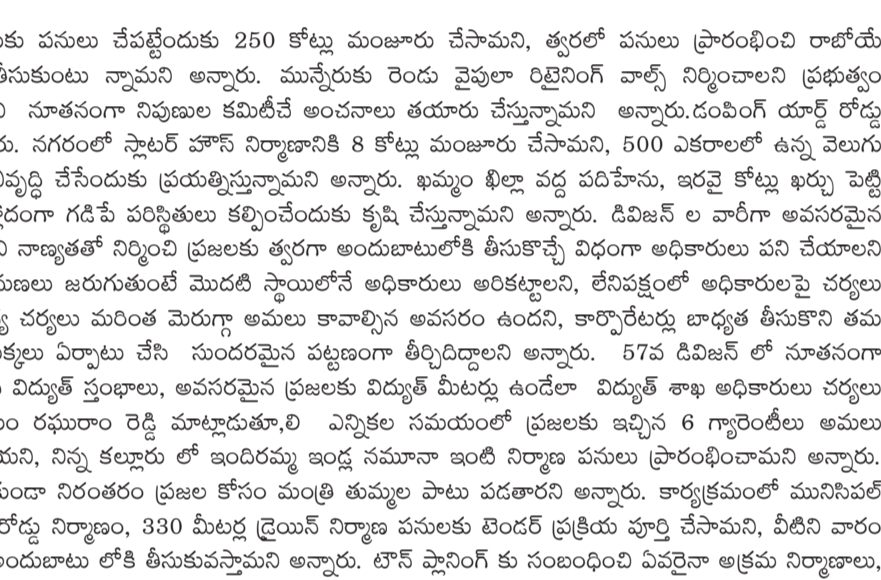 పనులు చేపట్టేందుకు 250 కోట్లు మంజూరు చేసామని, త్వరలో పనులు ప్రారంభించి రాబోయే
తీసుకుంటు న్నామని అన్నారు. మున్నేరుకు రెండు వైపులా రిటైనింగ్ వాల్స్ నిర్మించాలని ప్రభుత్వం
నూతనంగా నిపుణుల కమిటీచే అంచనాలు తయారు చేస్తున్నామని అన్నారు.డంపింగ్ యార్డ్ రోడ్డు
నగరంలో స్లాటర్ హౌస్ నిర్మాణానికి 8 కోట్లు మంజూరు చేసామని, 500 ఎకరాలలో ఉన్న వెలుగు
చేసేందుకు ప్రయత్నిస్తున్నామని అన్నారు. ఖమ్మం ఖిల్లా వద్ద పదిహేను, ఇరవై కోట్లు ఖర్చు పెట్టి
గడిపే పరిస్థితులు కల్పించేందుకు కృషి చేస్తున్నామని అన్నారు. డివిజన్ ల వారీగా అవసరమైన
నాణ్యతతో నిర్మించి ప్రజలకు త్వరగా అందుబాటులోకి తీసుకొచ్చే విధంగా అధికారులు పని చేయాలని
జరుగుతుంటే మొదటి స్థాయిలోనే అధికారులు అరికట్టాలని, లేనిపక్షంలో అధికారులపై చర్యలు
చర్యలు మరింత మెరుగ్గా అమలు కావాల్సిన అవసరం ఉందని, కార్పొరేటర్లు బాధ్యత తీసుకొని తమ
ఏర్పాటు చేసి సుందరమైన పట్టణంగా తీర్చిదిద్దాలని అన్నారు. 57వ డివిజన్ లో నూతనంగా
విద్యుత్ స్తంభాలు, అవసరమైన ప్రజలకు విద్యుత్ మీటర్లు ఉండేలా విద్యుత్ శాఖ అధికారులు చర్యలు
రఘురాం రెడ్డి మాట్లాడుతూ,లి ఎన్నికల సమయంలో ప్రజలకు ఇచ్చిన 6 గ్యారెంటీలు అమలు
నిన్న కల్లూరు లో ఇందిరమ్మ ఇండ్ల నమూనా ఇంటి నిర్మాణ పనులు ప్రారంభించామని అన్నారు.
నిరంతరం ప్రజల కోసం మంత్రి తుమ్మల పాటు పడతారని అన్నారు. కార్యక్రమంలో మునిసిపల్
రోడ్డు నిర్మాణం, 330 మీటర్ల డ్రైయిన్ నిర్మాణ పనులకు టెండర్ ప్రక్రియ పూర్తి చేసామని, వీటిని వారం
అందుబాటు లోకి తీసుకువస్తామని అన్నారు. టౌన్ ప్లానింగ్ కు సంబంధించి ఏవరైనా అక్రమ నిర్మాణాలు,